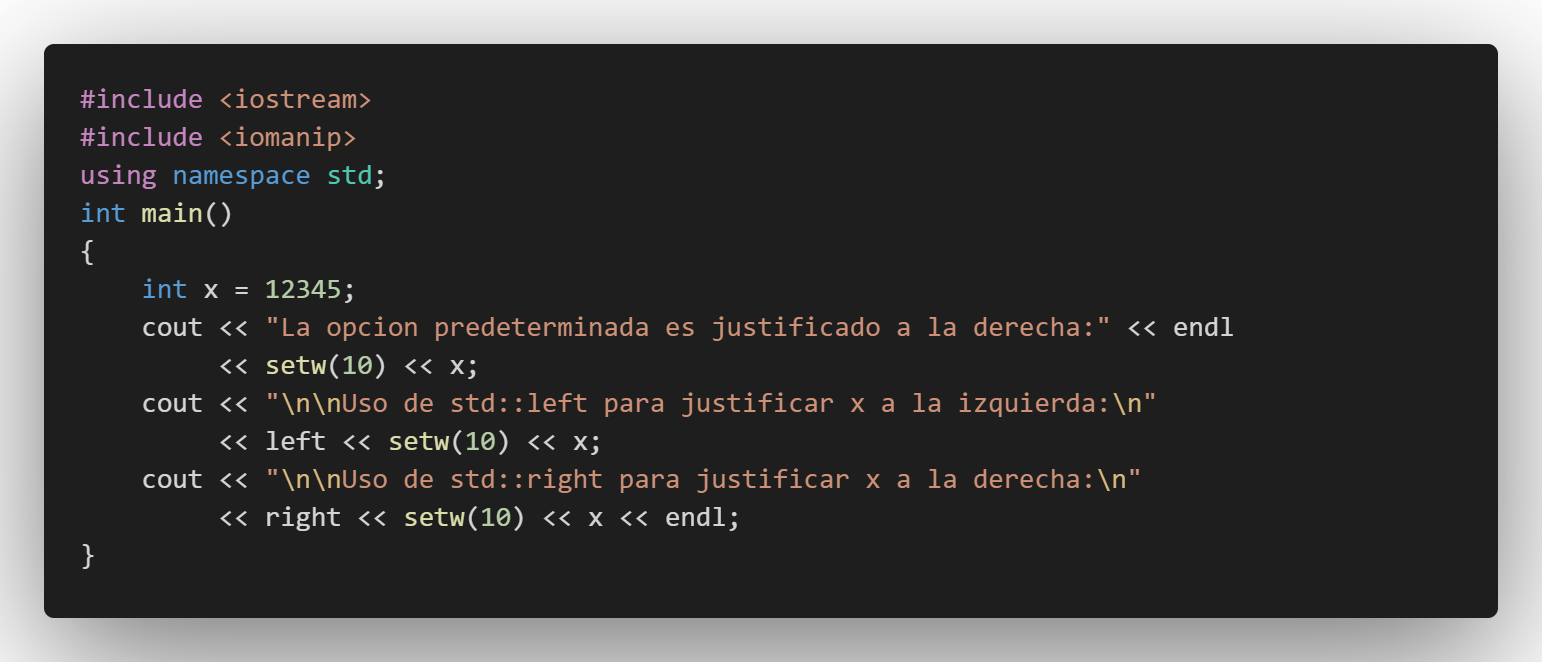 #include <iostream>
#include <iomanip>
using namespace std;
int main()
{
    int x = 12345;
    cout << "La opcion predeterminada es justificado a la derecha:" << endl
         << setw(10) << x;
    cout << "\n\nUso de std::left para justificar x a la izquierda:\n"
         << left << setw(10) << x;
    cout << "\n\nUso de std::right para justificar x a la derecha:\n"
         << right << setw(10) << x << endl;
}